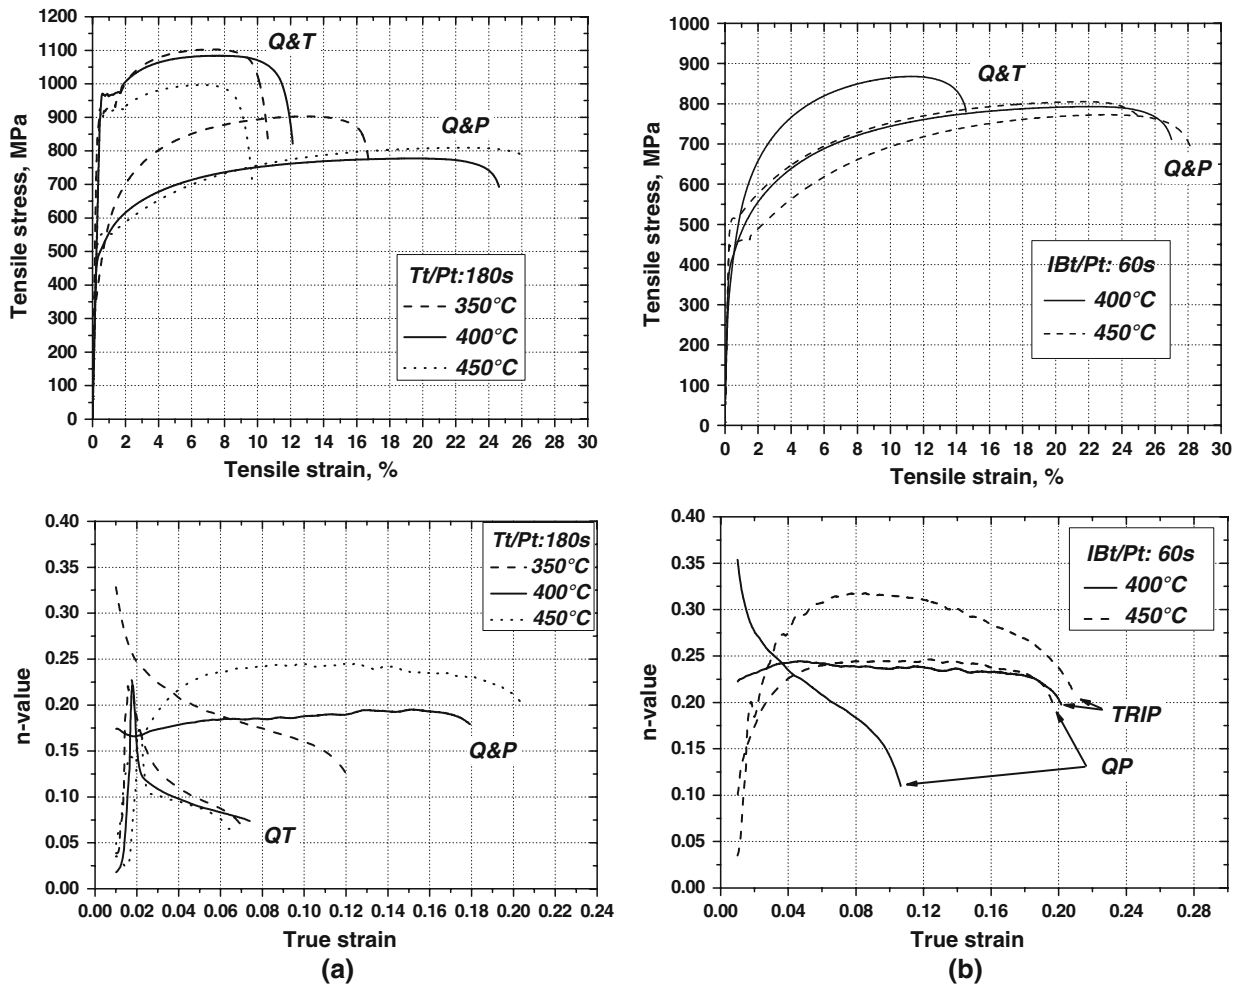 1200
1100
1000
900
800
700
600
500
400
300
200
100
0
Tensile stress, MPa
Q&T
Q&P
Tt/Pt:180s
350°C
400°C
450°C
0 2 4 6 8 10 12 14 16 18 20 22 24 26 28 30
Tensile strain, %
1000
900
800
700
600
500
400
300
200
100
0
Tensile stress, MPa
Q&T
Q&P
IBt/Pt: 60s
400°C
450°C
0 2 4 6 8 10 12 14 16 18 20 22 24 26 28 30
Tensile strain, %
0.40
0.35
0.30
0.25
0.20
0.15
0.10
0.05
0.00
n-value
Tt/Pt:180s
350°C
400°C
450°C
Q&P
QT
0.00 0.02 0.04 0.06 0.08 0.10 0.12 0.14 0.16 0.18 0.20 0.22 0.24
True strain
(a)
0.40
0.35
0.30
0.25
0.20
0.15
0.10
0.05
0.00
n-value
IBt/Pt: 60s
400°C
450°C
TRIP
QP
0.00 0.04 0.08 0.12 0.16 0.20 0.24 0.28
True strain
(b)